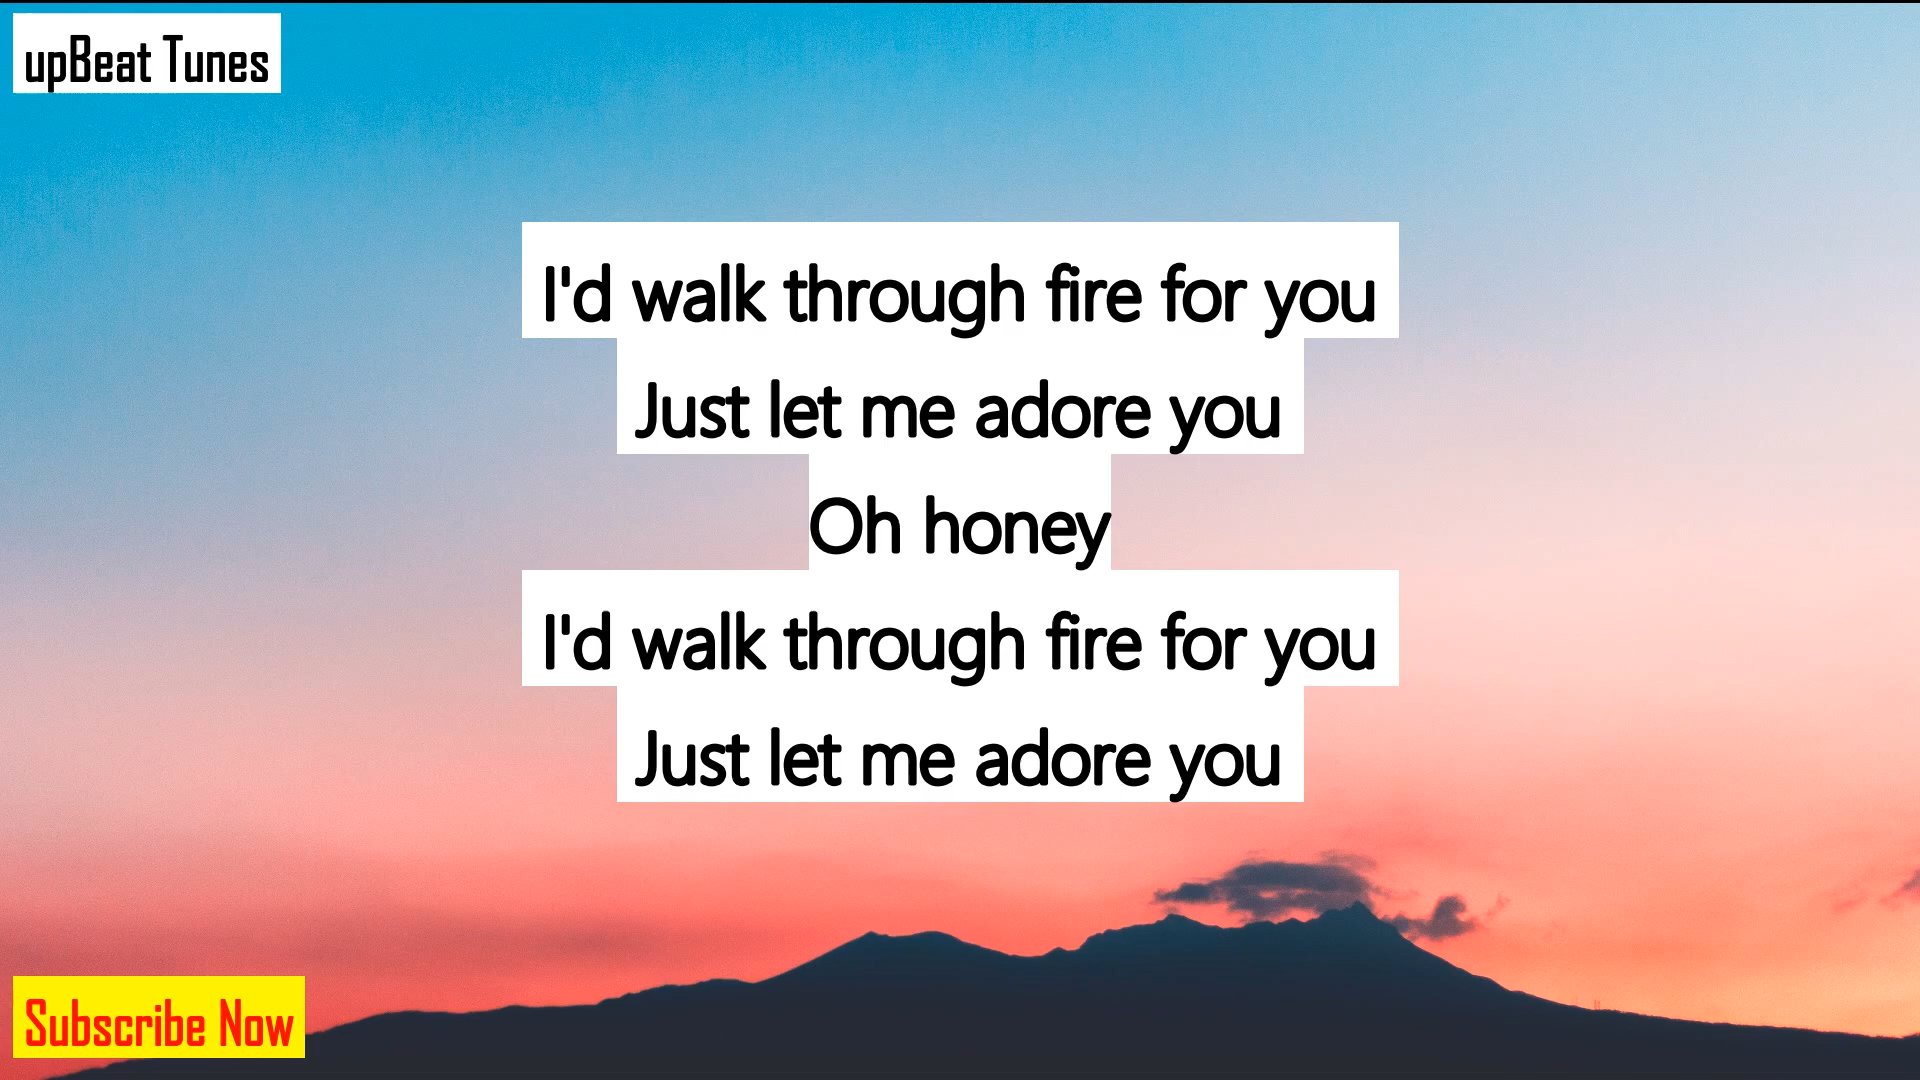 upBeat Tunes
I'd walk through fire for you
Just let me adore you
Oh honey
I'd walk through fire for you
Just let me adore you
Subscribe Now